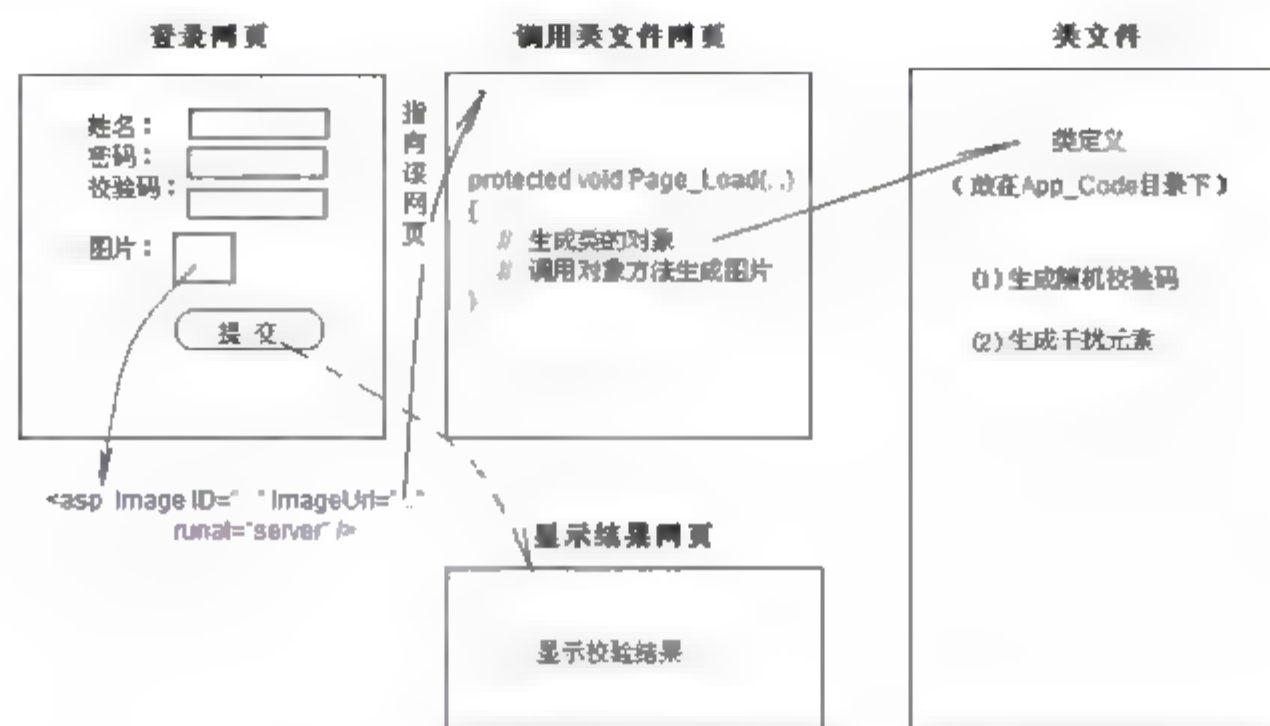 登录网页
姓名：
密码：
校验码：
图片：
提 交
<asp Image ID=" " ImageUrl=" . "
runat="server" />
指向该网页
调用类文件网页
protected void Page_Load(. .)
{
// 生成类的对象
// 调用对象方法生成图片
}
显示结果网页
显示校验结果
类文件
类定义
（放在App_Code目录下）
(1) 生成随机校验码
(2) 生成干扰元素